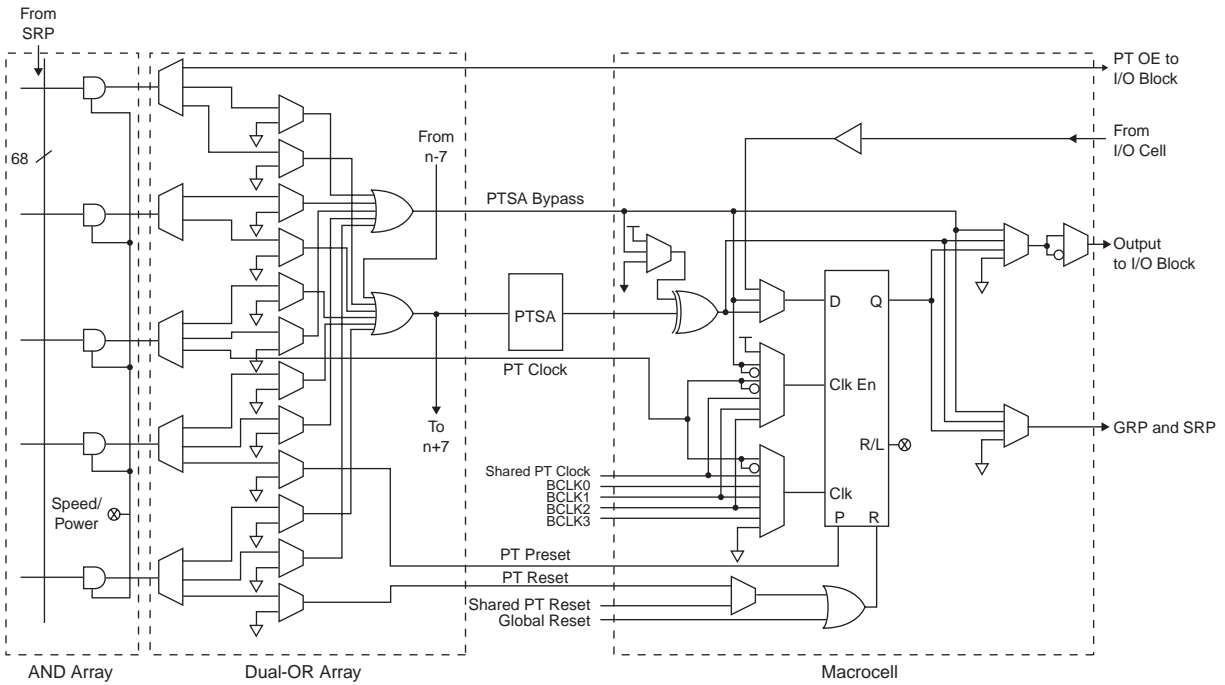 From
SRP
PT OE to
I/O Block
From
I/O Cell
From
n-7
68
PTSA Bypass
Output
to I/O Block
D
Q
PTSA
PT Clock
Clk En
To
n+7
GRP and SRP
R/L
Shared PT Clock
BCLK0
BCLK1
BCLK2
BCLK3
Clk
Speed/
Power
P
R
PT Preset
PT Reset
Shared PT Reset
Global Reset
AND Array
Dual-OR Array
Macrocell